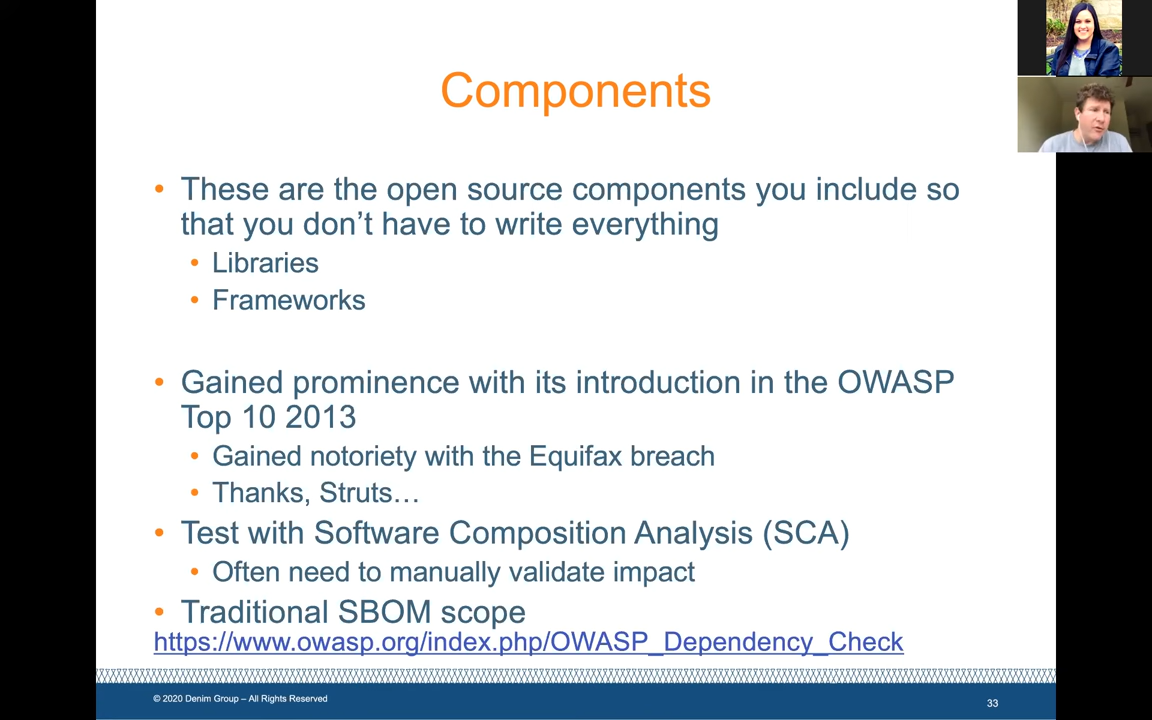 Components
• These are the open source components you include so
that you don’t have to write everything
• Libraries
• Frameworks
• Gained prominence with its introduction in the OWASP
Top 10 2013
• Gained notoriety with the Equifax breach
• Thanks, Struts…
• Test with Software Composition Analysis (SCA)
• Often need to manually validate impact
• Traditional SBOM scope
https://www.owasp.org/index.php/OWASP_Dependency_Check
© 2020 Denim Group – All Rights Reserved
33